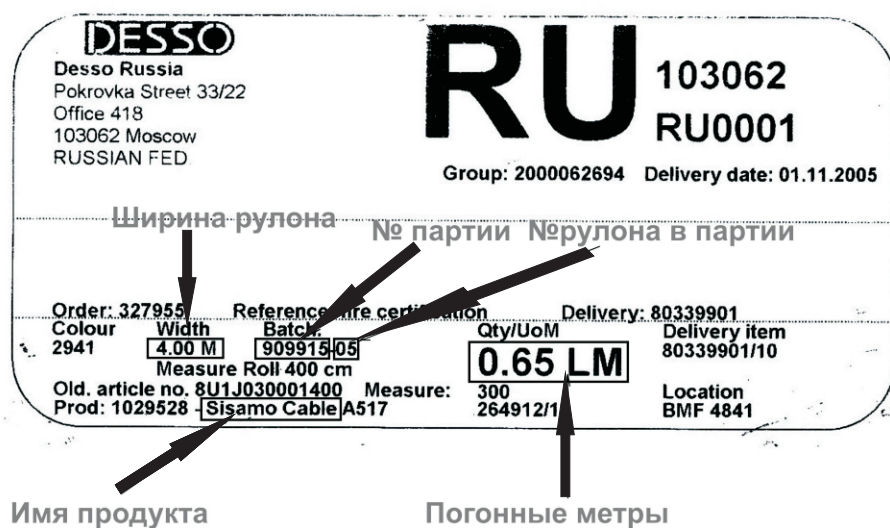 DESSO
Desso Russia
Pokrovka Street 33/22
Office 418
103062 Moscow
RUSSIAN FED
RU
103062
RU0001
Group: 2000062694 Delivery date: 01.11.2005
Ширина рулона
№ партии №рулона в партии
Order: 327955 Reference fire certification Delivery: 80339901
Colour Width Batch: Qty/UoM Delivery item
2941 4.00 M 909915-05 0.65 LM 80339901/10
Measure Roll 400 cm
Old. article no. 8U1J030001400 Measure: 300 Location
Prod: 1029528 - Sisamo Cable A517 264912/1 BMF 4841
Имя продукта
Погонные метры